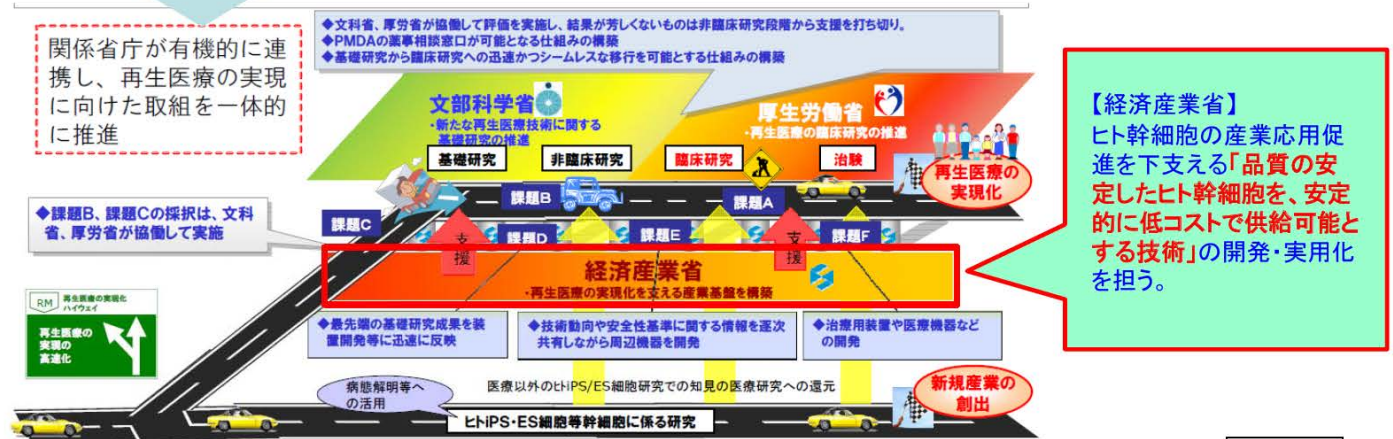 ◆文科省、厚労省が協働して評価を実施し、結果が芳しくないものは非臨床研究段階から支援を打ち切り。
◆PMDAの薬事相談窓口が可能となる仕組みの構築
◆基礎研究から臨床研究への迅速かつシームレスな移行を可能とする仕組みの構築
関係省庁が有機的に連
携し、再生医療の実現
に向けた取組を一体的
に推進
文部科学省
・新たな再生医療技術に関する
基礎研究の推進
厚生労働省
・再生医療の臨床研究の推進
基礎研究
非臨床研究
臨床研究
治験
再生医療の
実現化
【経済産業省】
ヒト幹細胞の産業応用促
進を下支える「品質の安
定したヒト幹細胞を、安定
的に低コストで供給可能と
する技術」の開発・実用化
を担う。
◆課題B、課題Cの採択は、文科
省、厚労省が協働して実施
課題C
課題B
課題A
支援
課題D
課題E
支援
課題F
経済産業省
・再生医療の実現化を支える産業基盤を構築
RM 再生医療の実現化
ハイウェイ
再生医療の
実現の
高速化
◆最先端の基礎研究成果を装
置開発等に迅速に反映
◆技術動向や安全性基準に関する情報を逐次
共有しながら周辺機器を開発
◆治療用装置や医療機器など
の開発
病態解明等へ
の活用
医療以外のヒトiPS/ES細胞研究での知見の医療研究への還元
ヒトiPS・ES細胞等幹細胞に係る研究
新規産業の
創出